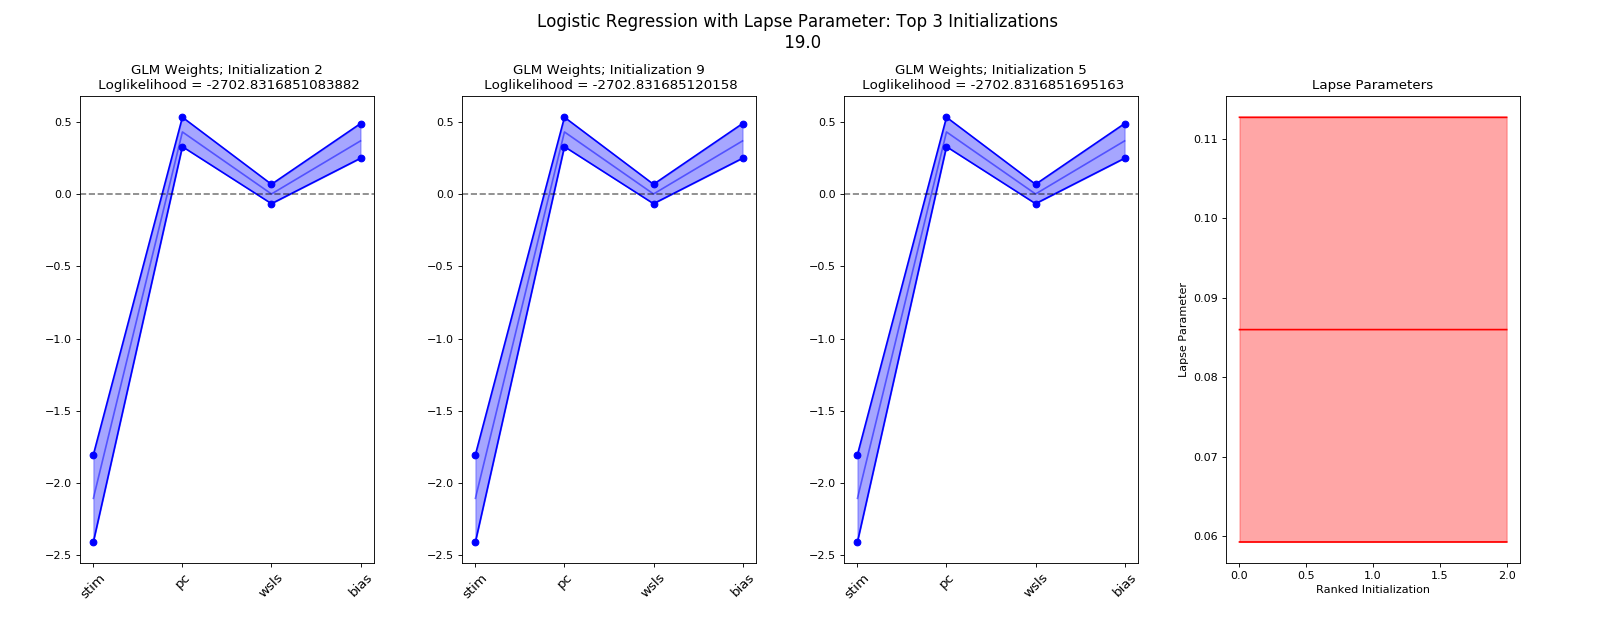 Logistic Regression with Lapse Parameter: Top 3 Initializations
19.0
GLM Weights; Initialization 2
Loglikelihood = -2702.8316851083882
0.5
0.0
−0.5
−1.0
−1.5
−2.0
−2.5
stim
pc
wsls
bias
GLM Weights; Initialization 9
Loglikelihood = -2702.831685120158
0.5
0.0
−0.5
−1.0
−1.5
−2.0
−2.5
stim
pc
wsls
bias
GLM Weights; Initialization 5
Loglikelihood = -2702.8316851695163
0.5
0.0
−0.5
−1.0
−1.5
−2.0
−2.5
stim
pc
wsls
bias
Lapse Parameters
Lapse Parameter
0.11
0.10
0.09
0.08
0.07
0.06
0.0
0.5
1.0
1.5
2.0
Ranked Initialization